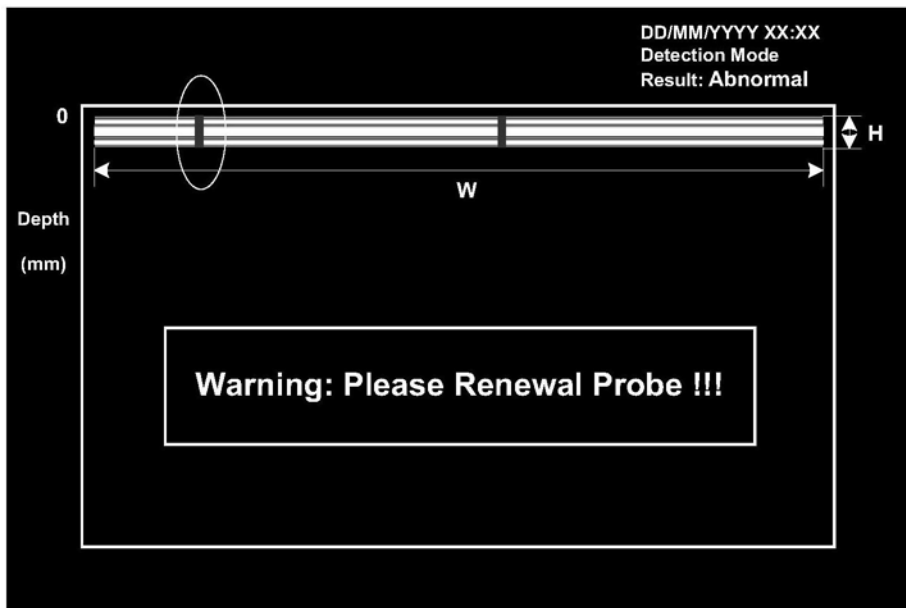 DD/MM/YYYY XX:XX
Detection Mode
Result: Abnormal
0
H
W
Depth
(mm)
Warning: Please Renewal Probe !!!